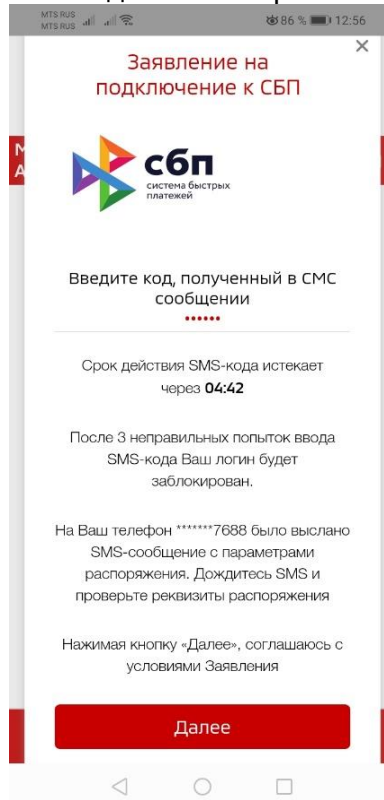 MTS RUS
MTS RUS
86 % 12:56
Заявление на
подключение к СБП
сбп
система быстрых
платежей
Введите код, полученный в СМС
сообщении
••••••
Срок действия SMS-кода истекает
через 04:42
После 3 неправильных попыток ввода
SMS-кода Ваш логин будет
заблокирован.
На Ваш телефон *******7688 было выслано
SMS-сообщение с параметрами
распоряжения. Дождитесь SMS и
проверьте реквизиты распоряжения
Нажимая кнопку «Далее», соглашаюсь с
условиями Заявления
Далее